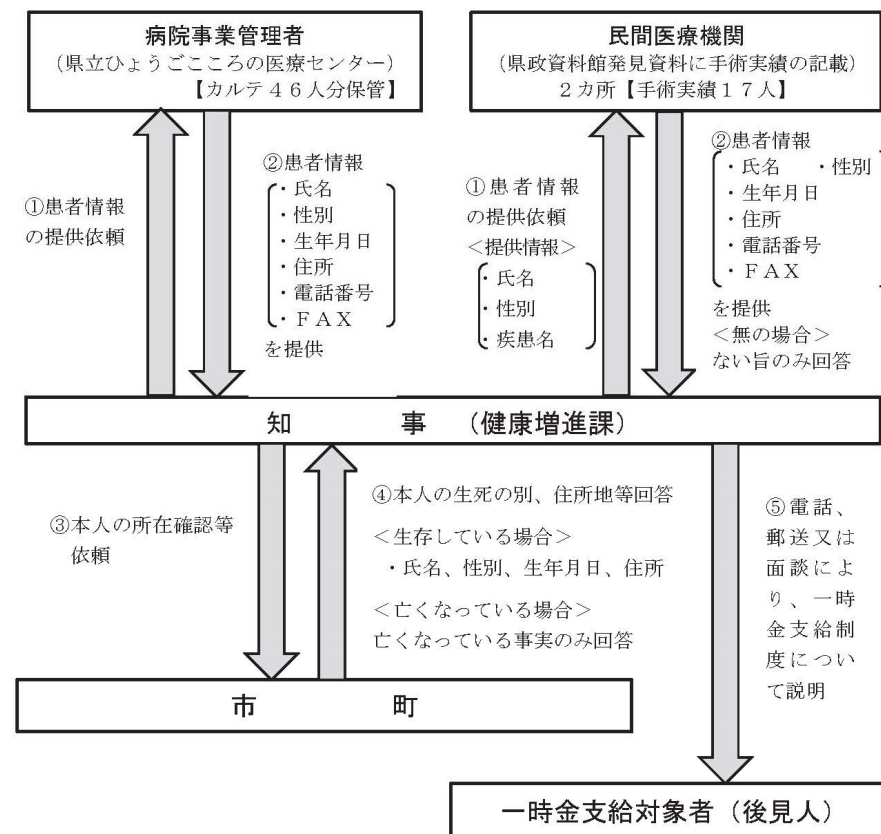 病院事業管理者
（県立ひょうごこころの医療センター）
【カルテ４６人分保管】
民間医療機関
（県政資料館発見資料に手術実績の記載）
２カ所【手術実績１７人】
①患者情報
の提供依頼
②患者情報
・氏名
・性別
・生年月日
・住所
・電話番号
・ＦＡＸ
を提供
①患者情報
の提供依頼
<提供情報>
・氏名
・性別
・疾患名
②患者情報
・氏名　・性別
・生年月日
・住所
・電話番号
・ＦＡＸ
を提供
＜無の場合＞
ない旨のみ回答
知　事　（健康増進課）
③本人の所在確認等
依頼
④本人の生死の別、住所地等回答
＜生存している場合＞
・氏名、性別、生年月日、住所
＜亡くなっている場合＞
亡くなっている事実のみ回答
⑤電話、
郵送又は
面談によ
り、一時
金支給制
度につい
て説明
市　町
一時金支給対象者（後見人）